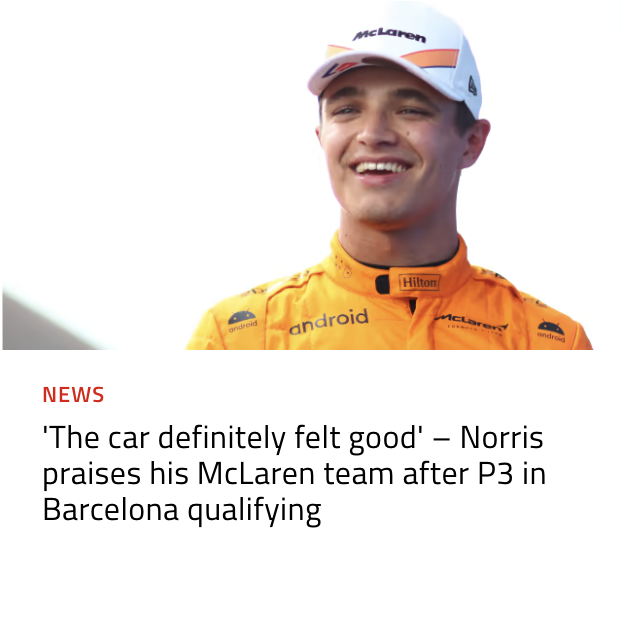 McLaren
Hilton
android
android
McLaren
android
NEWS
'The car definitely felt good' – Norris
praises his McLaren team after P3 in
Barcelona qualifying